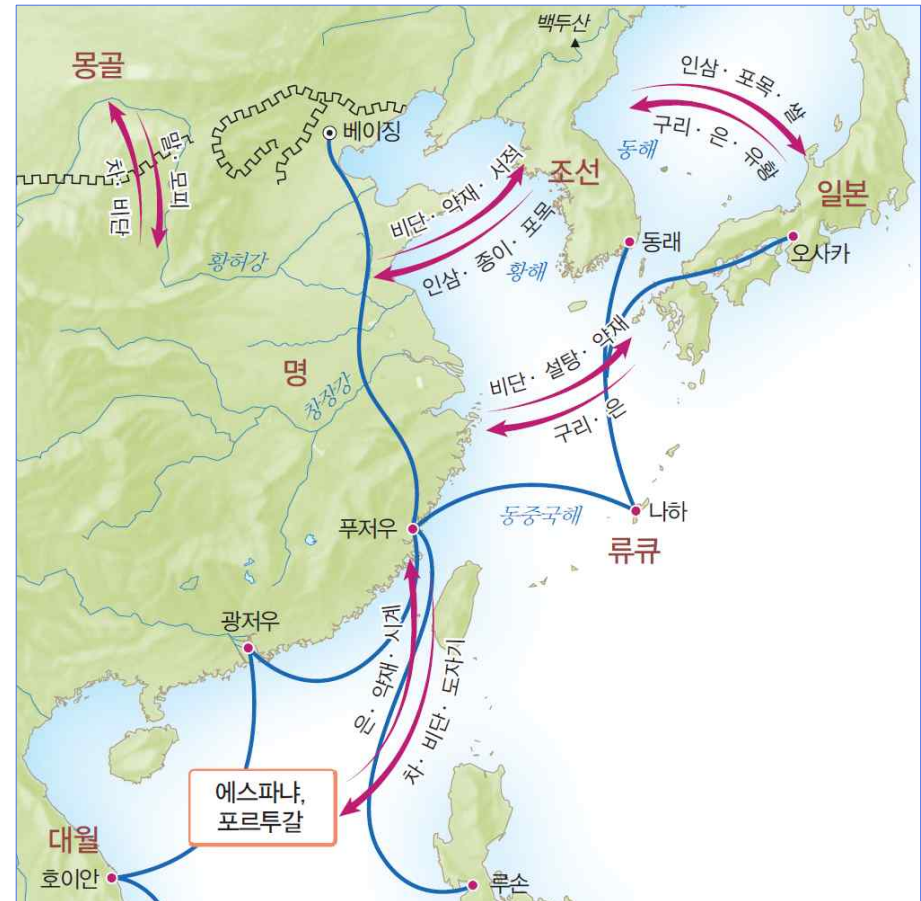 백두산
몽골
인삼· 포목· 쌀
베이징
구리· 은· 유황
동해
조선
말· 모피
차· 비단
비단· 약재· 서적
일본
인삼· 종이· 포목
황해
동래
오사카
황허강
명
비단· 설탕· 약재
창장강
구리· 은
동중국해
나하
푸저우
류큐
광저우
은· 약재· 시계
차· 비단· 도자기
에스파냐,
포르투갈
대월
호이안
루손